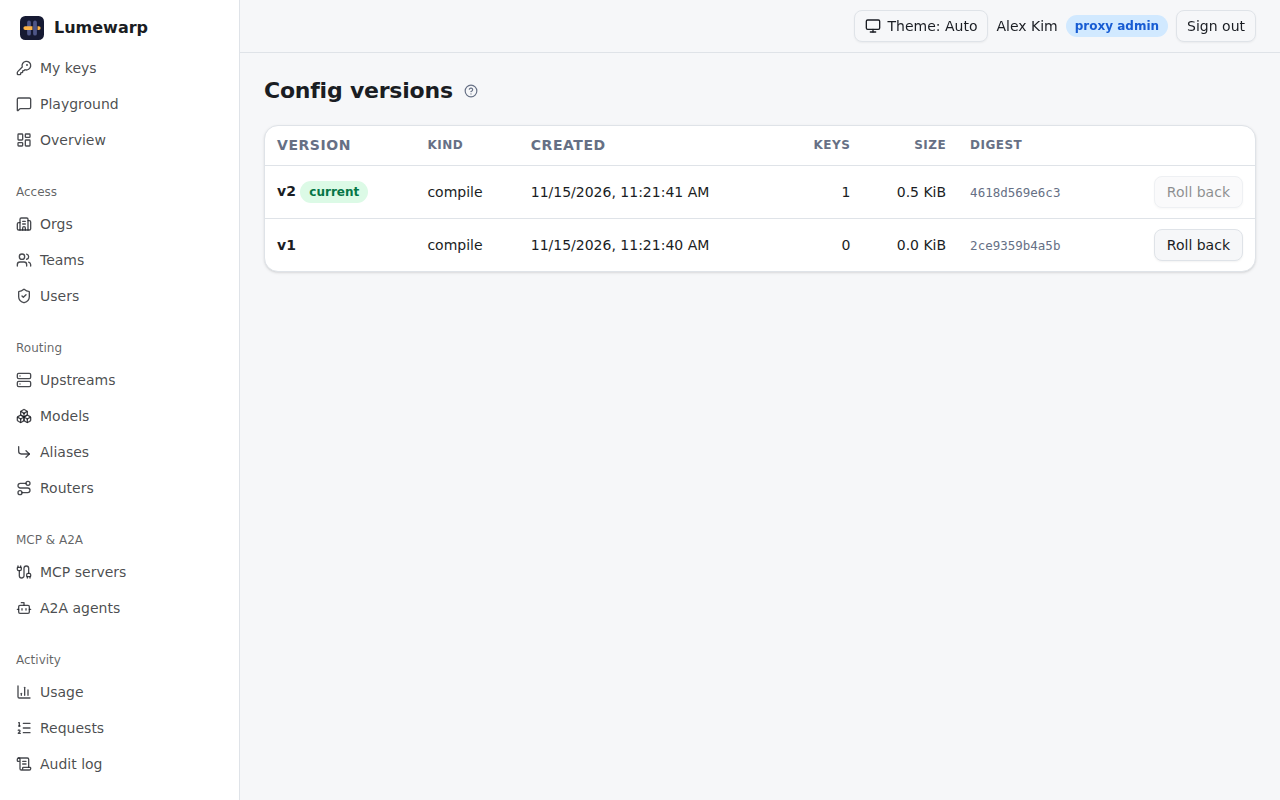 Lumewarp
Theme: Auto
Alex Kim
proxy admin
Sign out
My keys
Playground
Overview
Access
Orgs
Teams
Users
Routing
Upstreams
Models
Aliases
Routers
MCP & A2A
MCP servers
A2A agents
Activity
Usage
Requests
Audit log
Config versions
VERSION KIND CREATED KEYS SIZE DIGEST
v2 current compile 11/15/2026, 11:21:41 AM 1 0.5 KiB 4618d569e6c3 Roll back
v1 compile 11/15/2026, 11:21:40 AM 0 0.0 KiB 2ce9359b4a5b Roll back